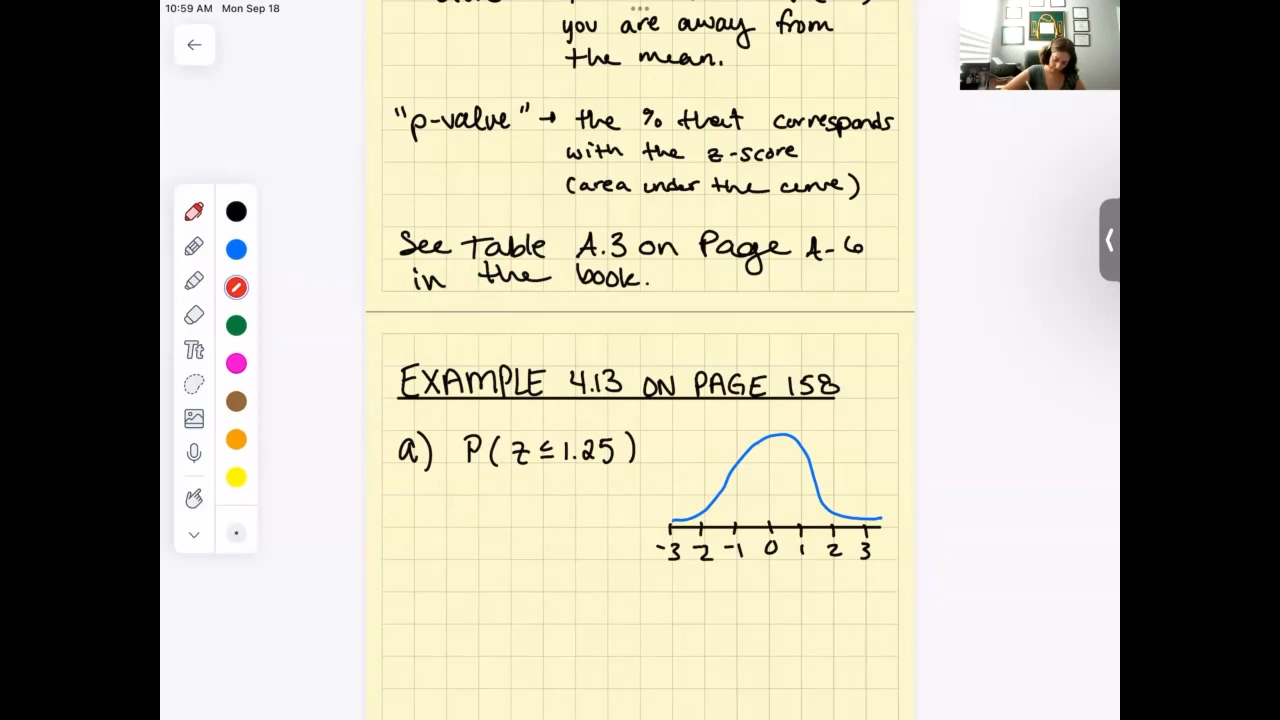 10:59 AM Mon Sep 18
you are away from
the mean.
"p-value" → the % that corresponds
with the z-score
(area under the curve)
See Table A.3 on Page A-6
in the book.
EXAMPLE 4.13 ON PAGE 158
a) P(z ≤ 1.25)
-3 -2 -1 0 1 2 3
Tt